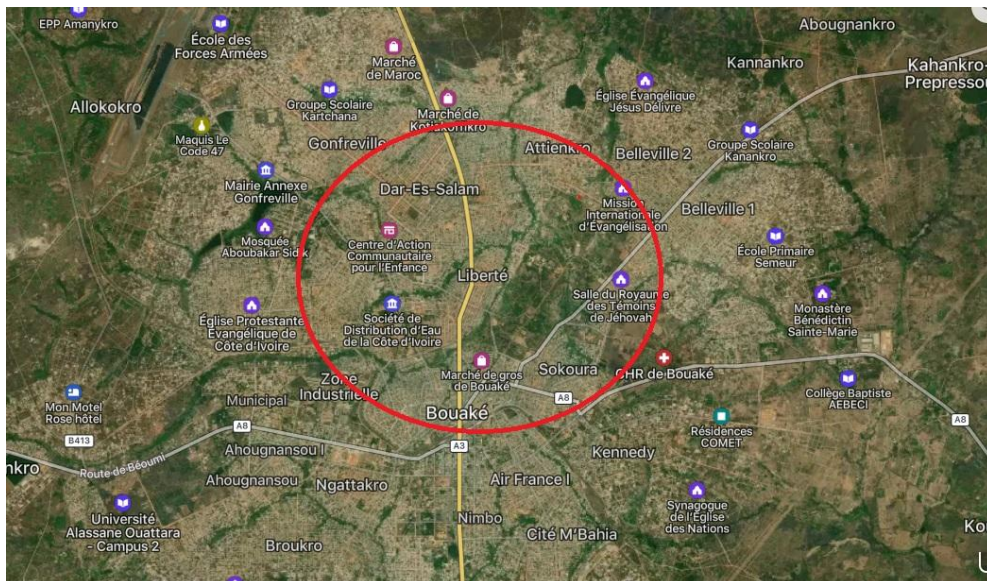 EPP Amanykro
École des
Forces Armées
Marché
de Maroc
Abougnankro
Kannankro
Kahankro-
Prepressou
Allokokro
Groupe Scolaire
Kartchana
Marché de
Kotiakoffikro
Église Évangélique
Jésus Délivre
Maquis Le
Code 47
Gonfreville
Attienkro
Belleville 2
Groupe Scolaire
Kanankro
Mairie Annexe
Gonfreville
Dar-Es-Salam
Mission
Internationale
d'Évangélisation
Belleville 1
Mosquée
Aboubakar Sidik
Centre d'Action
Communautaire
pour l'Enfance
École Primaire
Semeur
Liberté
Salle du Royaume
des Témoins
de Jéhovah
Église Protestante
Évangélique de
Côte d'Ivoire
Société de
Distribution d'Eau
de la Côte d'Ivoire
Monastère
Bénédictin
Sainte-Marie
Marché de gros
de Bouaké
Sokoura
CHR de Bouaké
Zone
Industrielle
Mon Motel
Rose hôtel
Municipal
Bouaké
A8
Collège Baptiste
AEBECI
B413
A8
A3
Résidences
COMET
A8
nkro
Route de Béoumi
Ahougnansou I
Kennedy
Ahougnansou
Ngattakro
Air France I
Université
Alassane Ouattara
- Campus 2
Nimbo
Synagogue
de l'Église
des Nations
Cité M'Bahia
Kou
Broukro